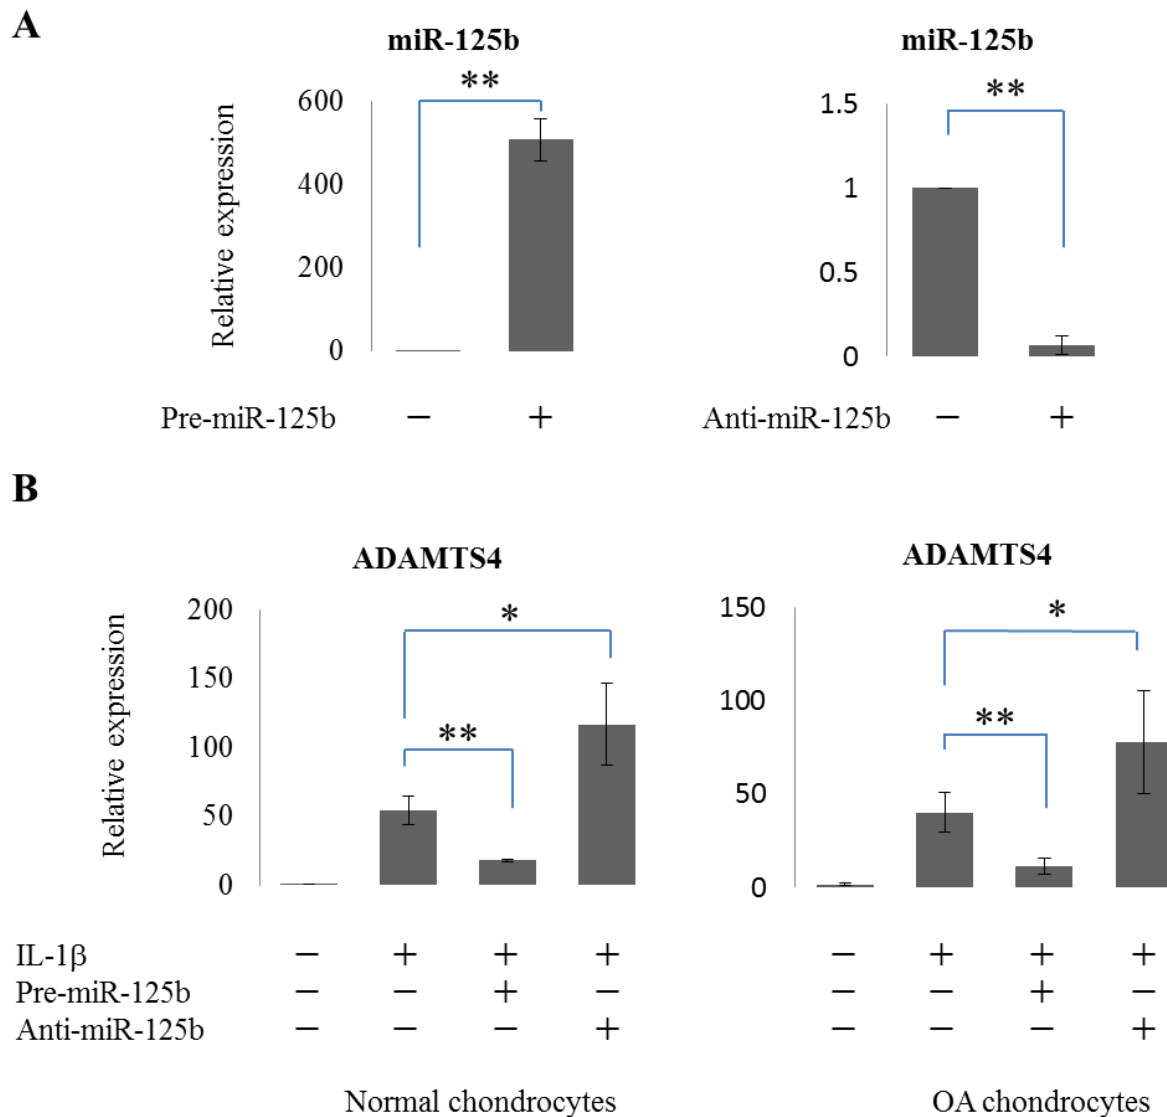 A
miR-125b
miR-125b
**
**
Relative expression
600
400
200
0
1.5
1
0.5
0
Pre-miR-125b − +
Anti-miR-125b − +
B
ADAMTS4
ADAMTS4
*
**
*
**
Relative expression
200
150
100
50
0
150
100
50
0
IL-1β − + + + − + + +
Pre-miR-125b − − + − − − + −
Anti-miR-125b − − − + − − − +
Normal chondrocytes
OA chondrocytes